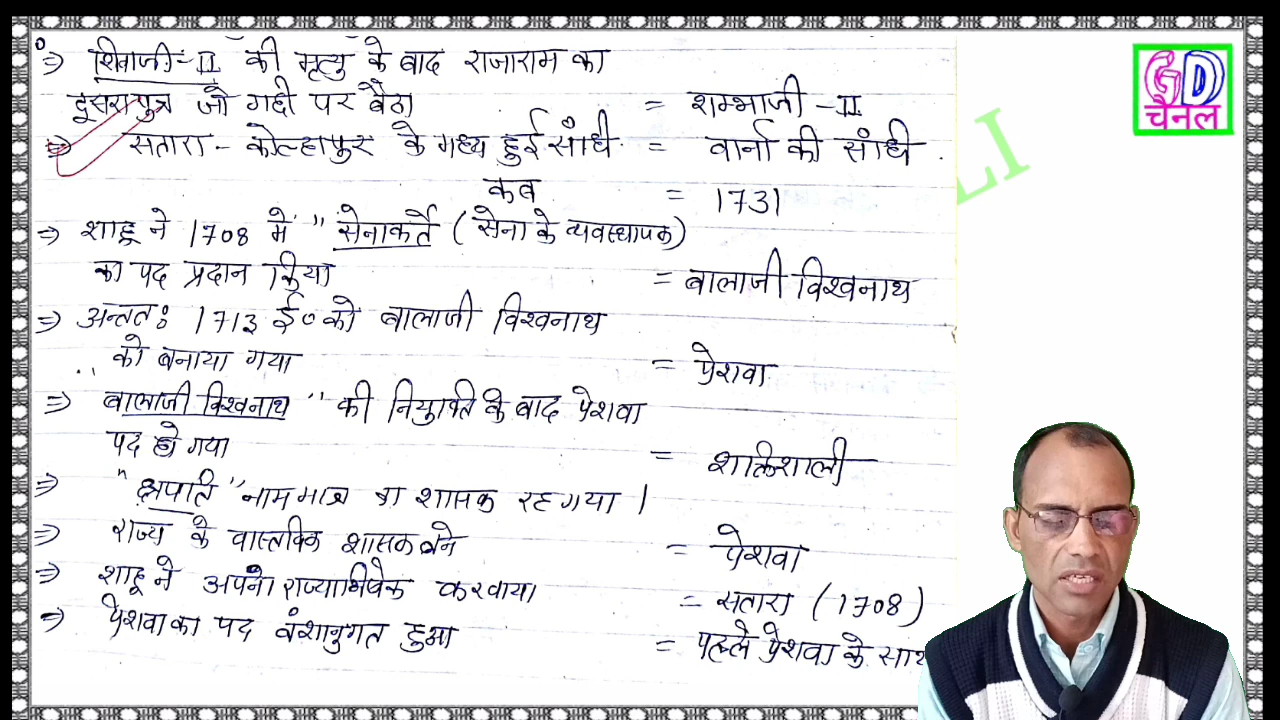 ⇒ शिवाजी-II की मृत्यु के बाद राजाराम का
दूसरा पुत्र जो गद्दी पर बैठा = शम्भाजी -II
⇒ सतारा - कोल्हापुर के मध्य हुई संधि = वार्ना की संधि .
कब = 1731
⇒ शाहू ने 1708 में " सेनाकर्ते ( सेना के व्यवस्थापक)
का पद प्रदान किया = बालाजी विश्वनाथ
⇒ अन्ततः 1713 ई० को बालाजी विश्वनाथ
को बनाया गया = पेशवा
⇒ बालाजी विश्वनाथ " की नियुक्ति के बाद पेशवा
पद हो गया = शक्तिशाली
⇒ " क्षपति " नाममात्र का शासक रह गया ।
⇒ राज्य के वास्तविक शासक बने = पेशवा
⇒ शाहू ने अपना राज्याभिषेक करवाया = सतारा (1708)
⇒ पेशवा का पद वंशानुगत हुआ = पहले पेशवा के साथ
GD
चैनल
LI